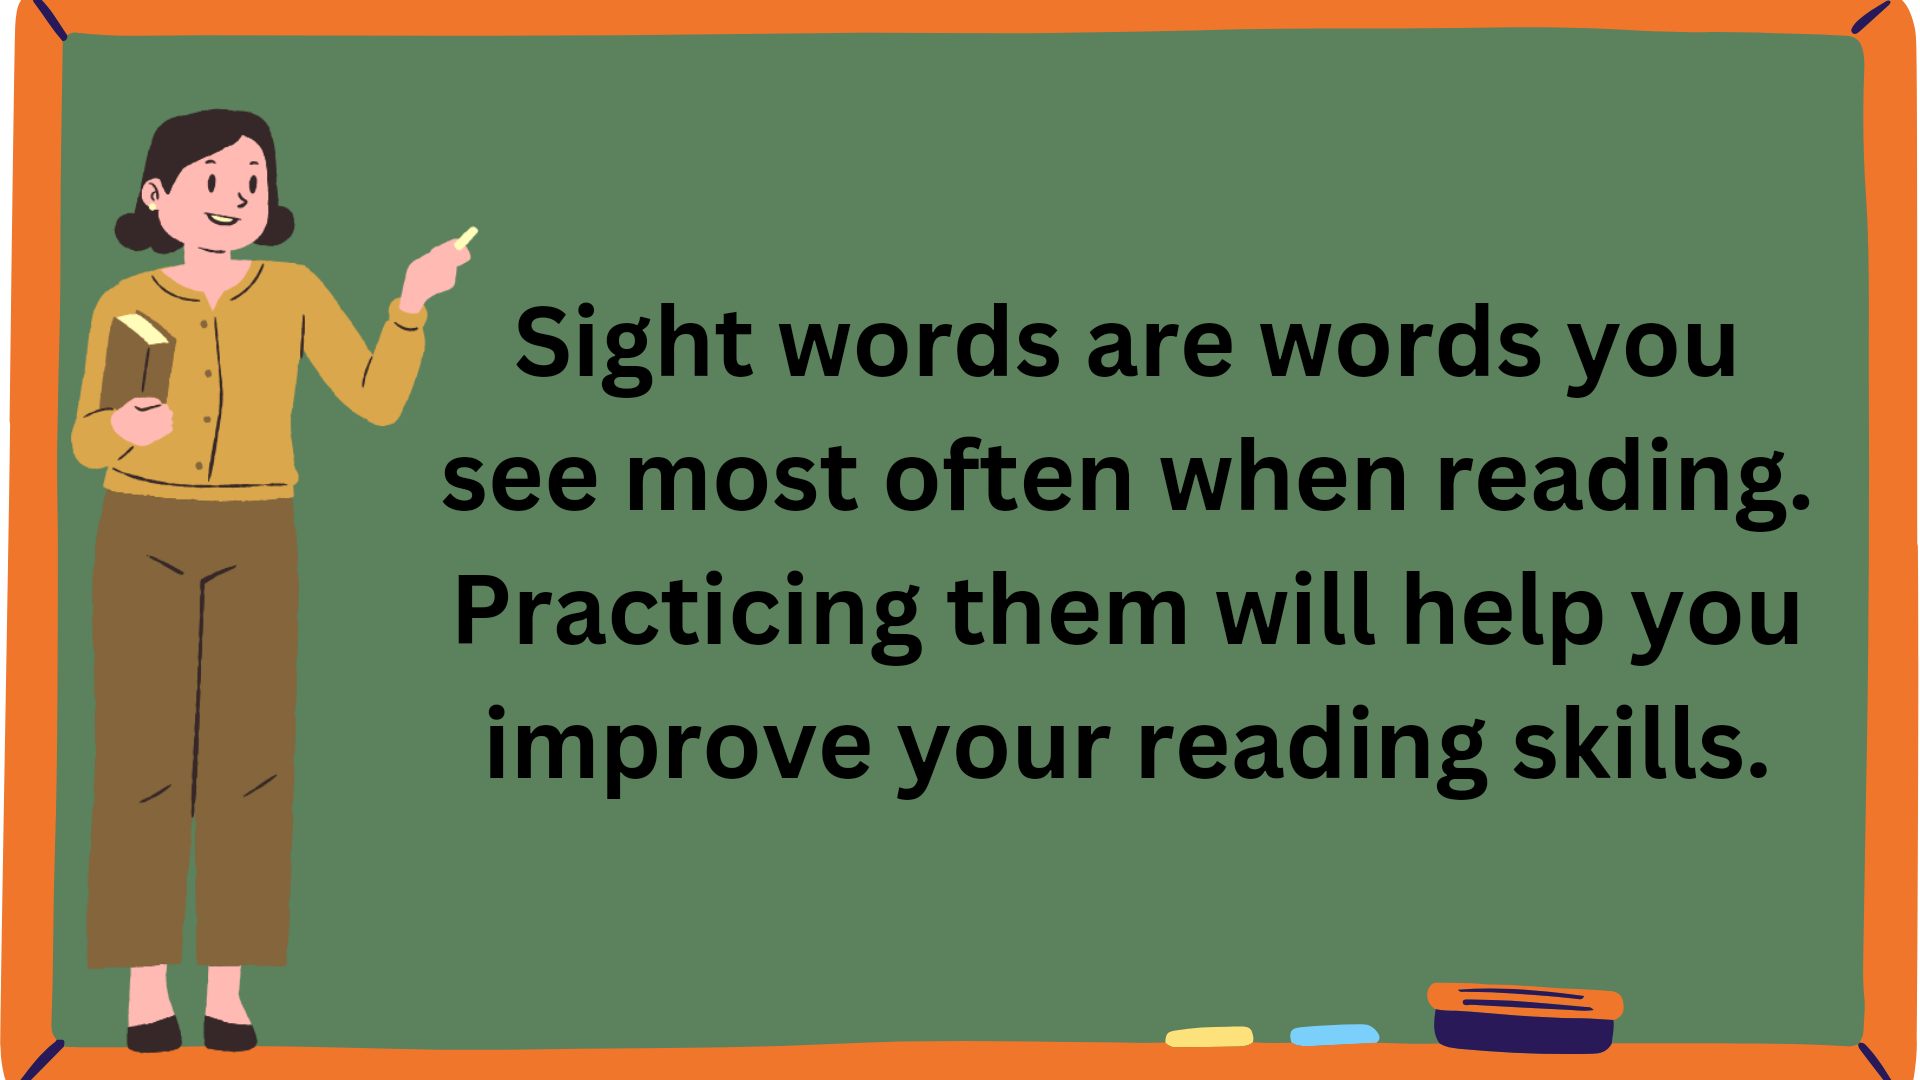 Sight words are words you
see most often when reading.
Practicing them will help you
improve your reading skills.